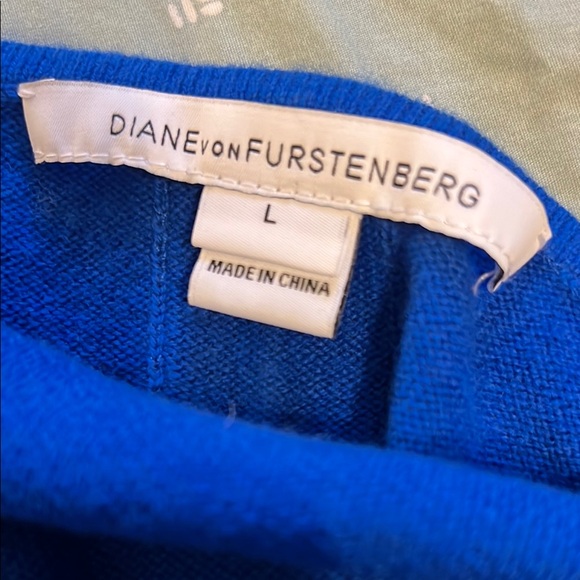 DIANE VON FURSTENBERG
L
MADE IN CHINA